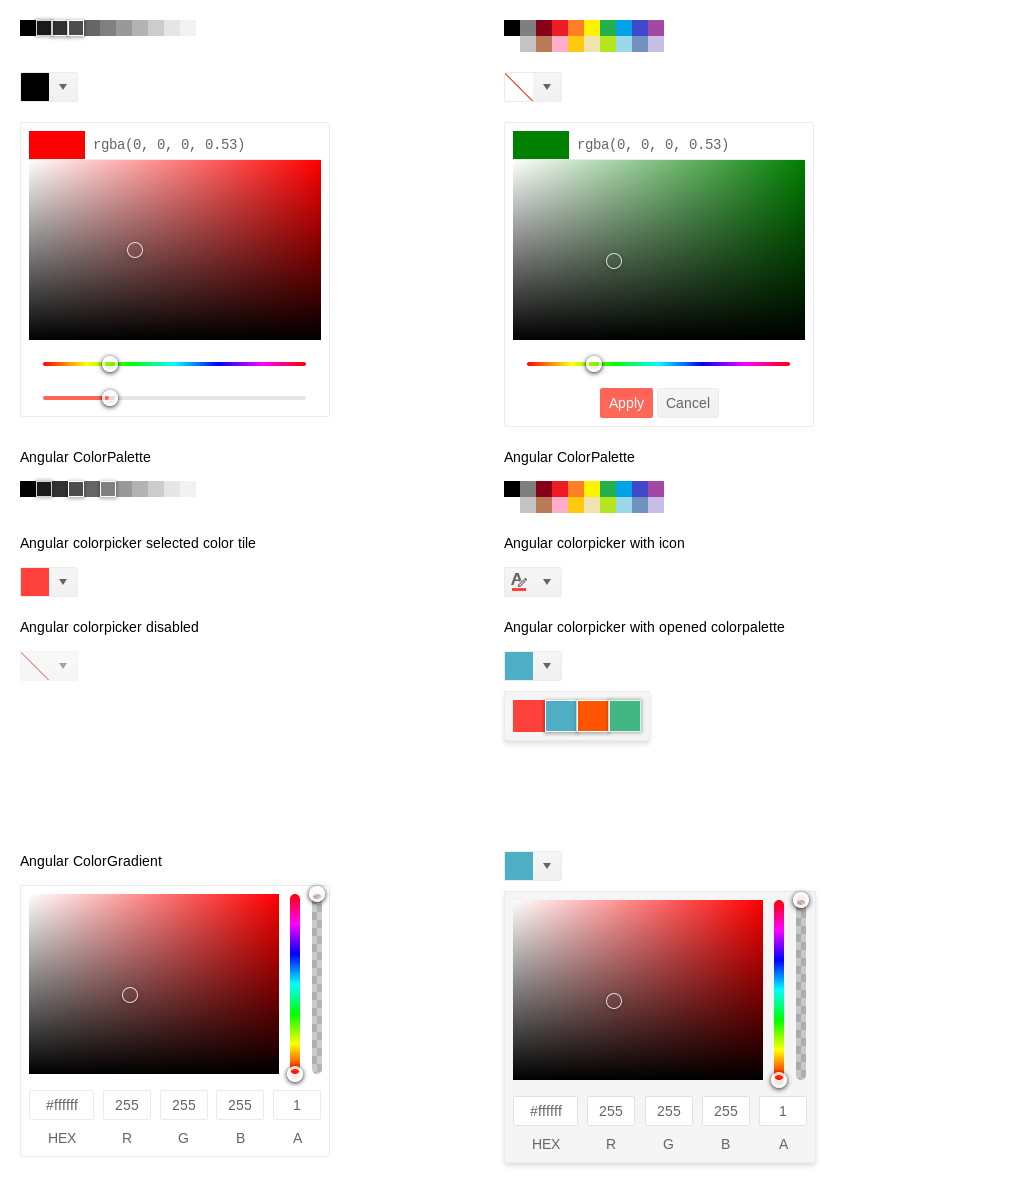 rgba(0, 0, 0, 0.53)
rgba(0, 0, 0, 0.53)
Apply
Cancel
Angular ColorPalette
Angular ColorPalette
Angular colorpicker selected color tile
Angular colorpicker with icon
Angular colorpicker disabled
Angular colorpicker with opened colorpalette
Angular ColorGradient
#ffffff 255 255 255 1
HEX R G B A
#ffffff 255 255 255 1
HEX R G B A